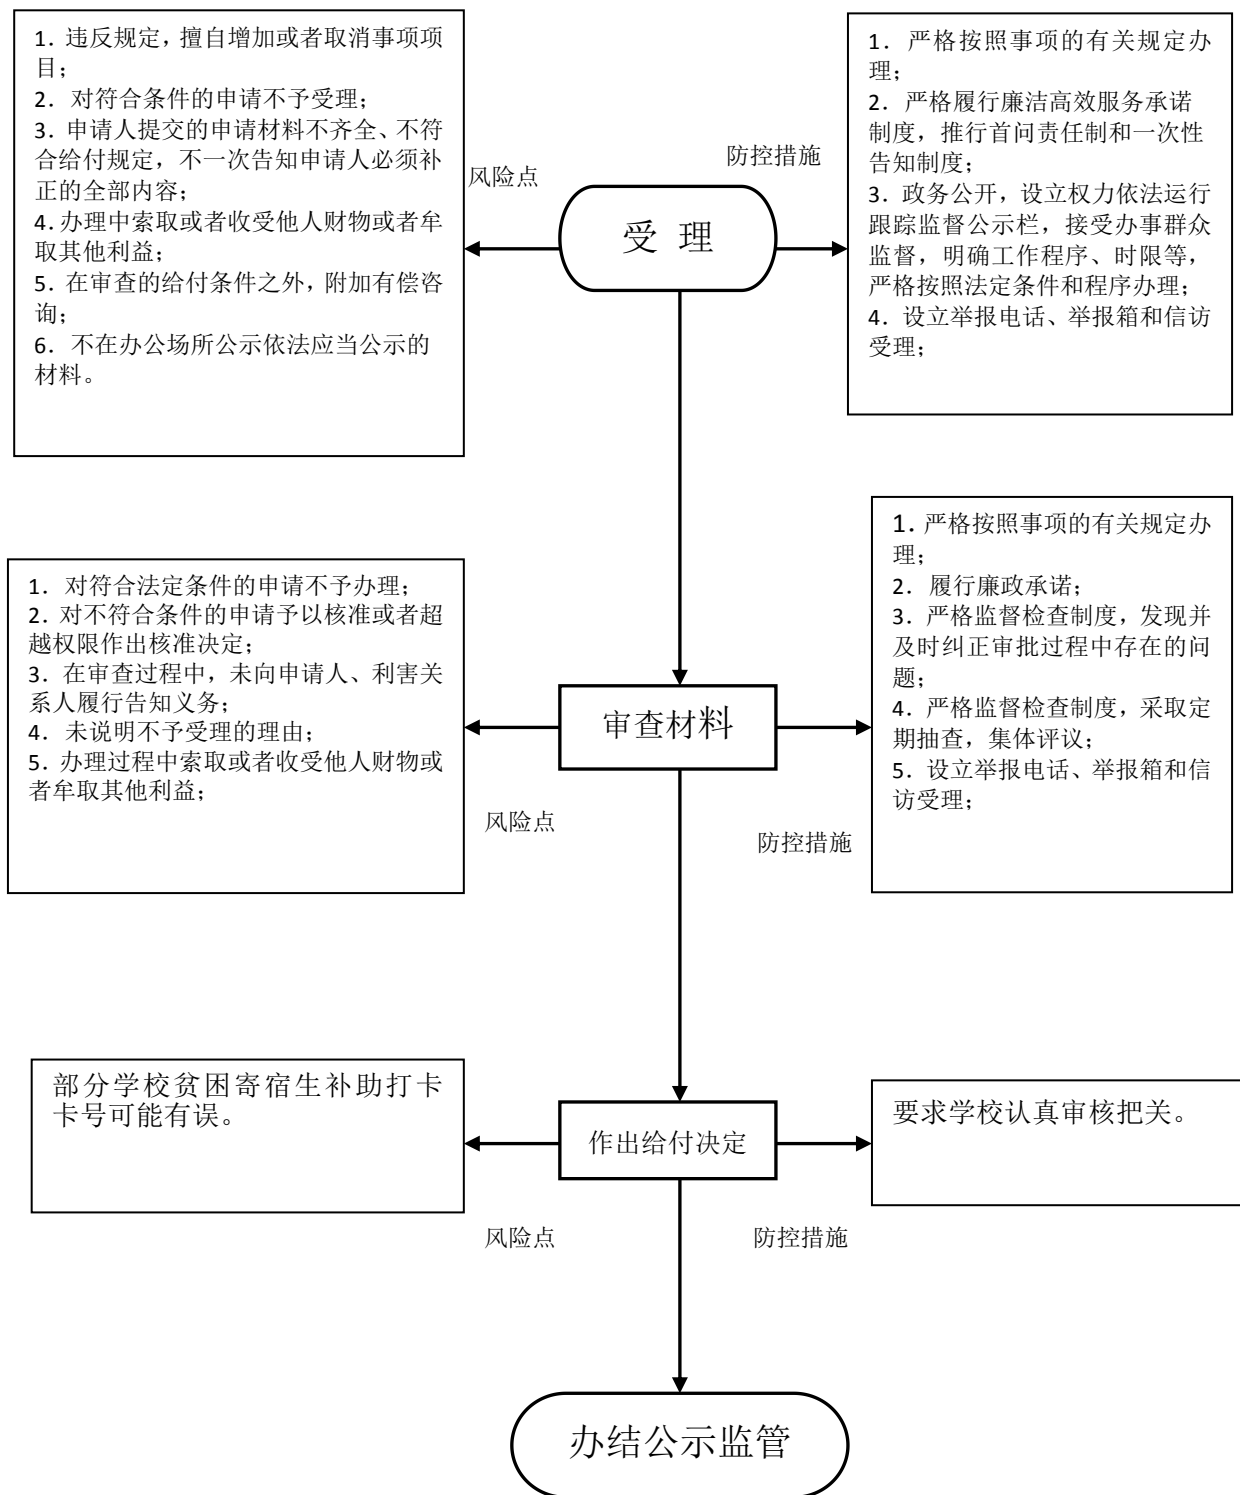 1. 违反规定，擅自增加或者取消事项项
目；
2. 对符合条件的申请不予受理；
3. 申请人提交的申请材料不齐全、不符
合给付规定，不一次告知申请人必须补
正的全部内容；
4. 办理中索取或者收受他人财物或者牟
取其他利益；
5. 在审查的给付条件之外，附加有偿咨
询；
6. 不在办公场所公示依法应当公示的
材料。
风险点
受 理
防控措施
1. 严格按照事项的有关规定办
理；
2. 严格履行廉洁高效服务承诺
制度，推行首问责任制和一次性
告知制度；
3. 政务公开，设立权力依法运行
跟踪监督公示栏，接受办事群众
监督，明确工作程序、时限等，
严格按照法定条件和程序办理；
4. 设立举报电话、举报箱和信访
受理；
1. 对符合法定条件的申请不予办理；
2. 对不符合条件的申请予以核准或者超
越权限作出核准决定；
3. 在审查过程中，未向申请人、利害关
系人履行告知义务；
4. 未说明不予受理的理由；
5. 办理过程中索取或者收受他人财物或
者牟取其他利益；
风险点
审查材料
防控措施
1. 严格按照事项的有关规定办
理；
2. 履行廉政承诺；
3. 严格监督检查制度，发现并
及时纠正审批过程中存在的问
题；
4. 严格监督检查制度，采取定
期抽查，集体评议；
5. 设立举报电话、举报箱和信
访受理；
部分学校贫困寄宿生补助打卡
卡号可能有误。
风险点
作出给付决定
防控措施
要求学校认真审核把关。
办结公示监管